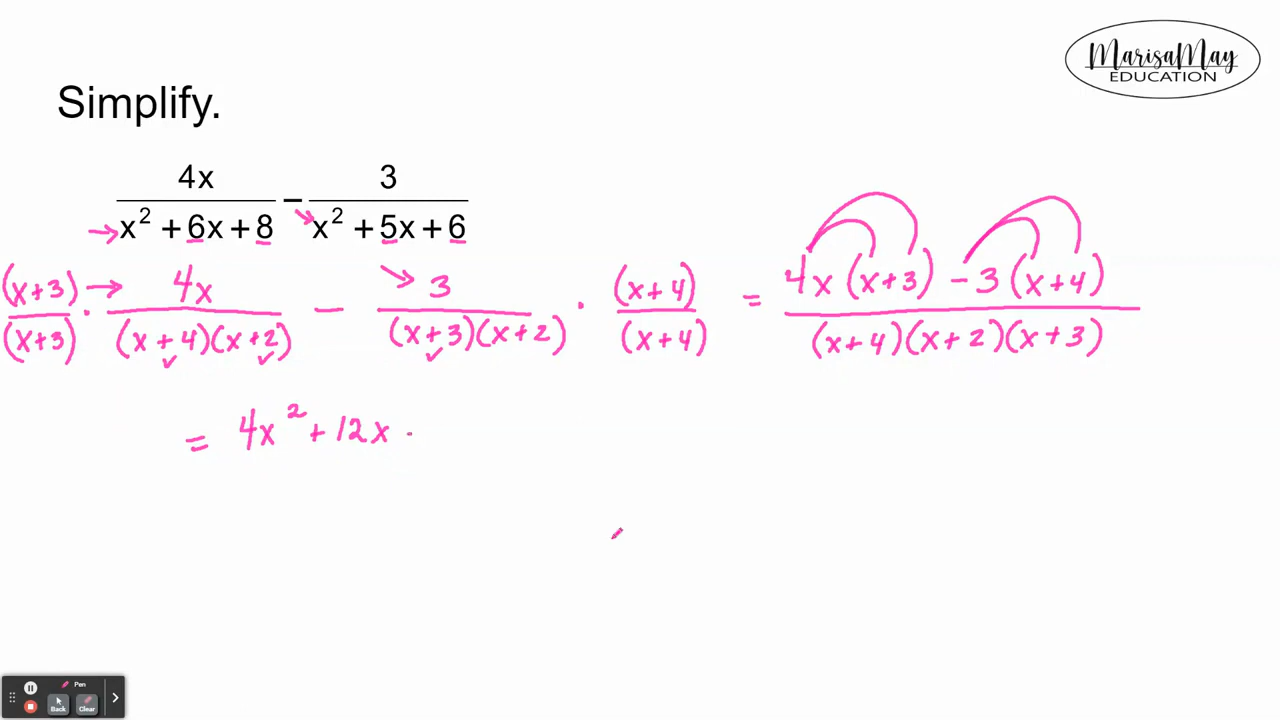 MarisaMay
EDUCATION
Simplify.
4x / x² + 6x + 8 − 3 / x² + 5x + 6
(x+3)/(x+3) · 4x/(x+4)(x+2) − 3/(x+3)(x+2) · (x+4)/(x+4) = 4x(x+3) − 3(x+4)/(x+4)(x+2)(x+3)
= 4x² + 12x
Pen
Back Clear